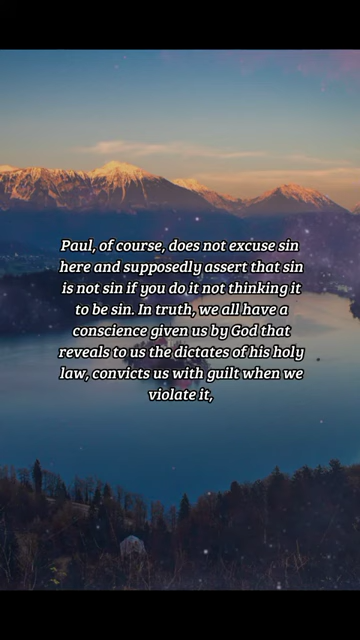 Paul, of course, does not excuse sin
here and supposedly assert that sin
is not sin if you do it not thinking it
to be sin. In truth, we all have a
conscience given us by God that
reveals to us the dictates of his holy
law, convicts us with guilt when we
violate it,